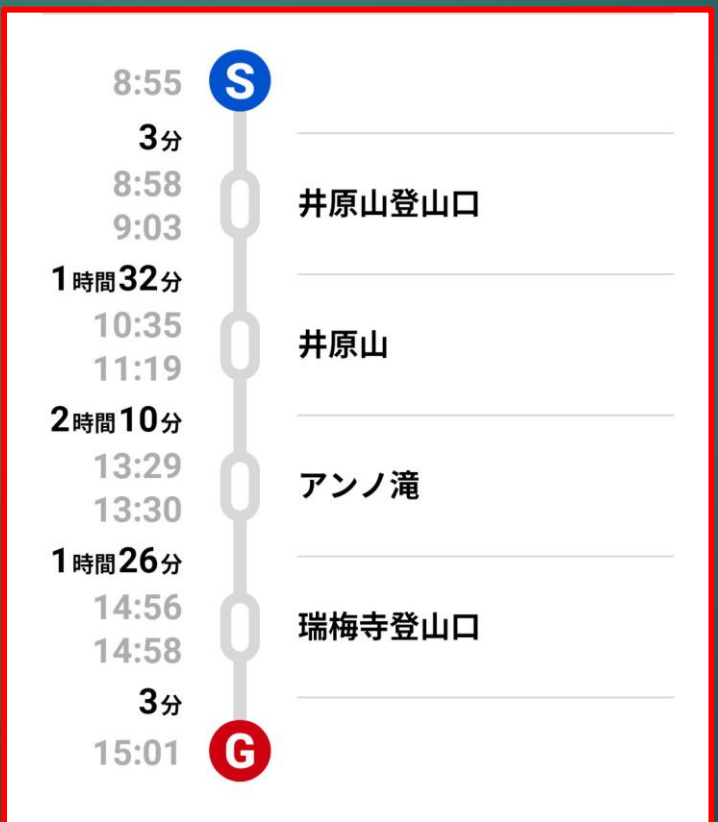 8:55 S
3分
8:58
井原山登山口
9:03
1時間32分
10:35
井原山
11:19
2時間10分
13:29
アンノ滝
13:30
1時間26分
14:56
瑞梅寺登山口
14:58
3分
15:01 G